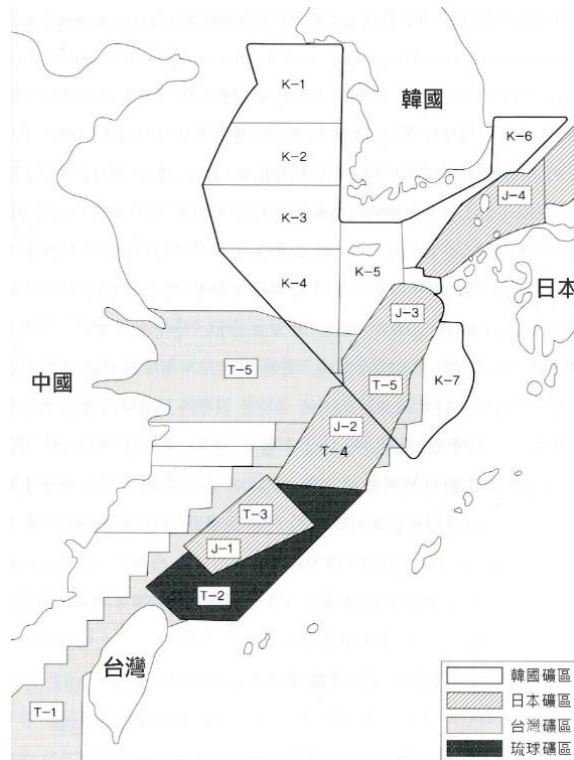 K-1
韓國
K-6
K-2
J-4
K-3
K-5
K-4
日本
J-3
T-5
T-5
K-7
中國
J-2
T-4
T-3
J-1
T-2
台灣
T-1
韓國礦區
日本礦區
台灣礦區
琉球礦區